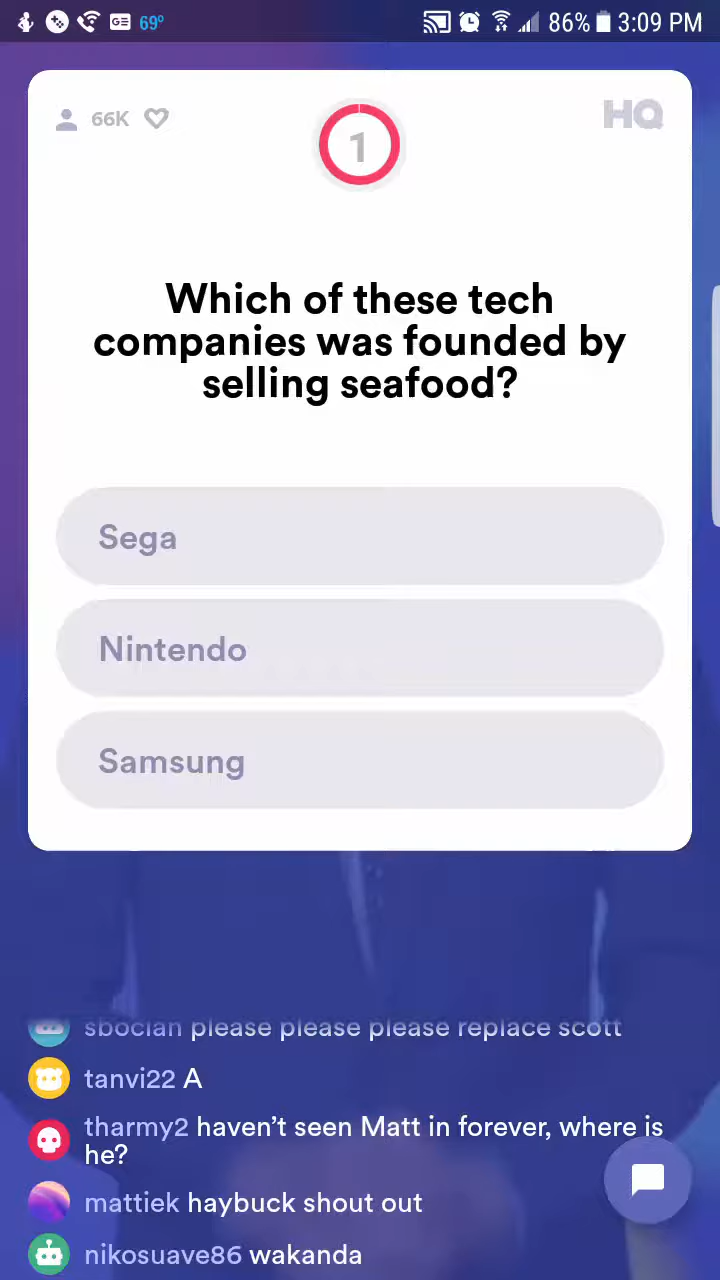 69° 86% 3:09 PM
66K 1 HQ
Which of these tech
companies was founded by
selling seafood?
Sega
Nintendo
Samsung
sbocian please please please replace scott
tanvi22 A
tharmy2 haven't seen Matt in forever, where is
he?
mattiek haybuck shout out
nikosuave86 wakanda